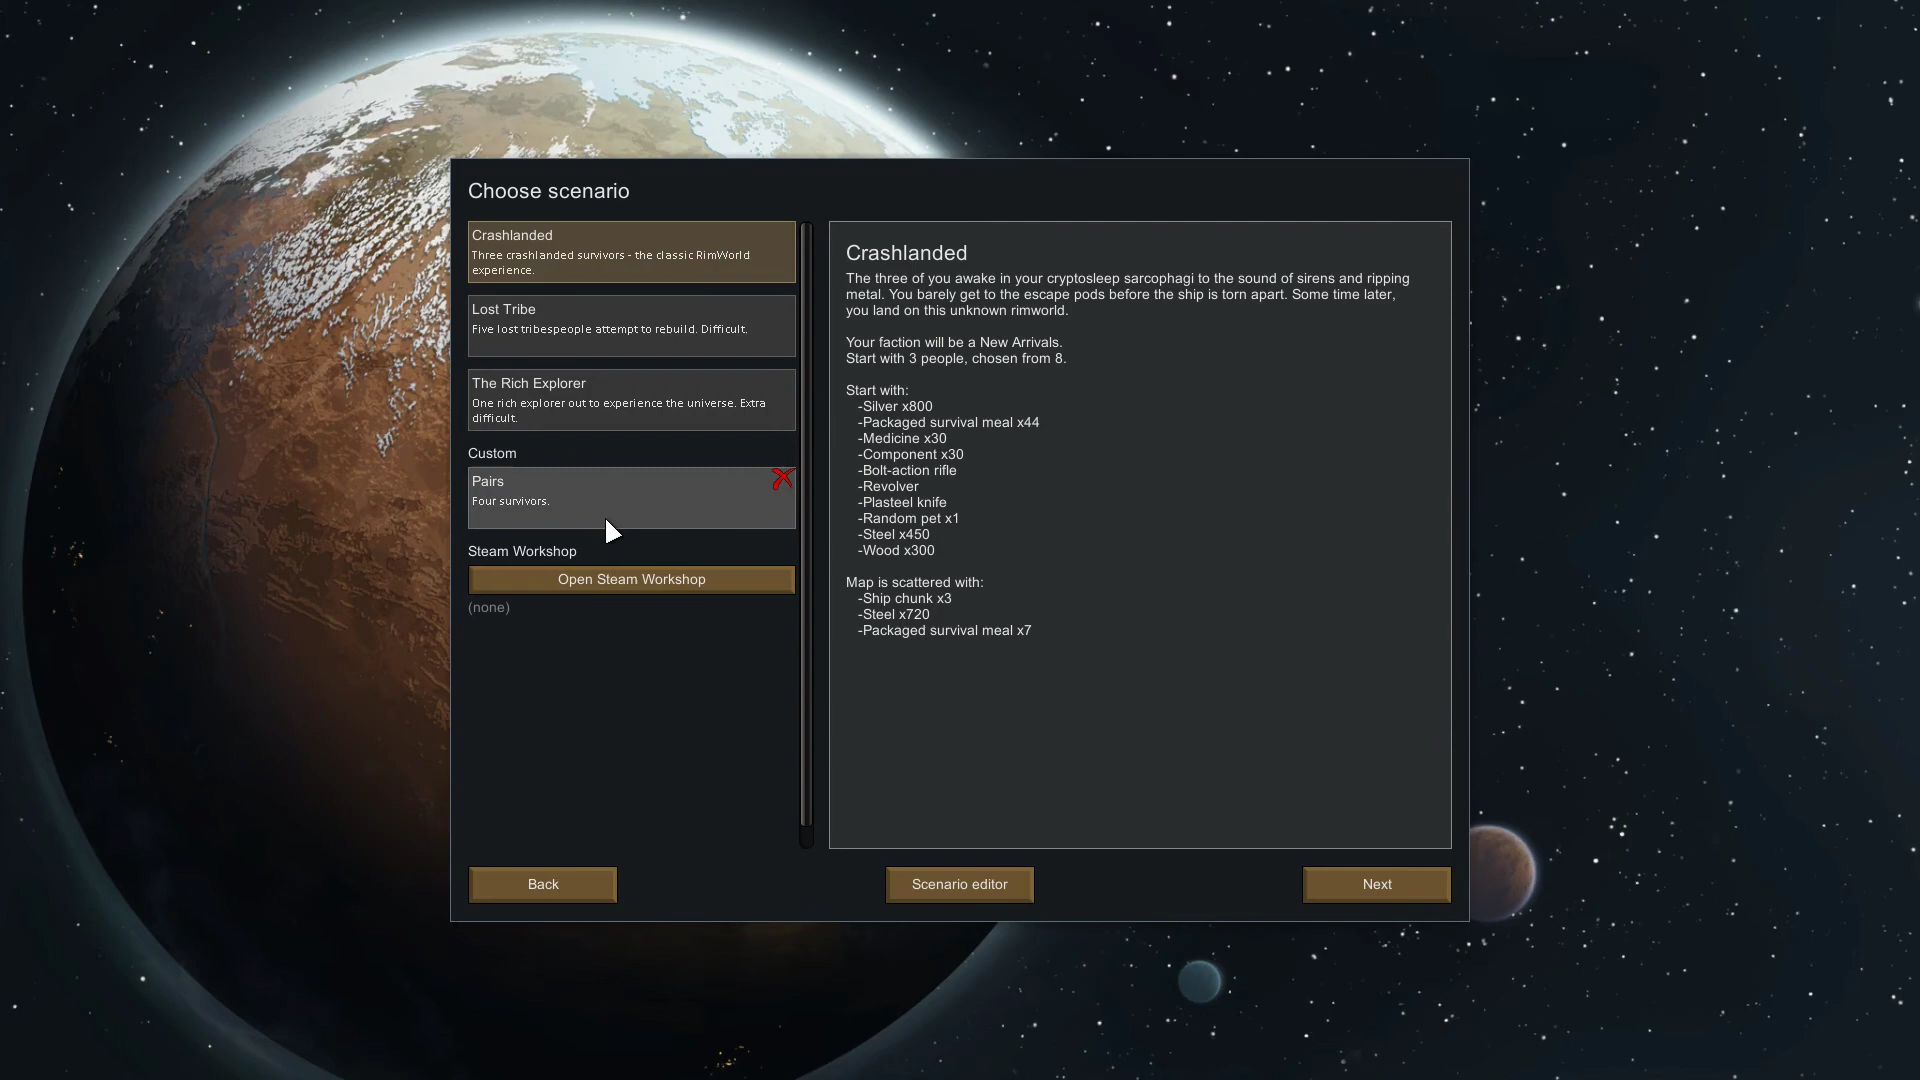 Choose scenario
Crashlanded
Three crashlanded survivors - the classic RimWorld
experience.
Lost Tribe
Five lost tribespeople attempt to rebuild. Difficult.
The Rich Explorer
One rich explorer out to experience the universe. Extra
difficult.
Custom
Pairs
Four survivors.
Steam Workshop
Open Steam Workshop
(none)
Crashlanded
The three of you awake in your cryptosleep sarcophagi to the sound of sirens and ripping
metal. You barely get to the escape pods before the ship is torn apart. Some time later,
you land on this unknown rimworld.
Your faction will be a New Arrivals.
Start with 3 people, chosen from 8.
Start with:
-Silver x800
-Packaged survival meal x44
-Medicine x30
-Component x30
-Bolt-action rifle
-Revolver
-Plasteel knife
-Random pet x1
-Steel x450
-Wood x300
Map is scattered with:
-Ship chunk x3
-Steel x720
-Packaged survival meal x7
Back
Scenario editor
Next